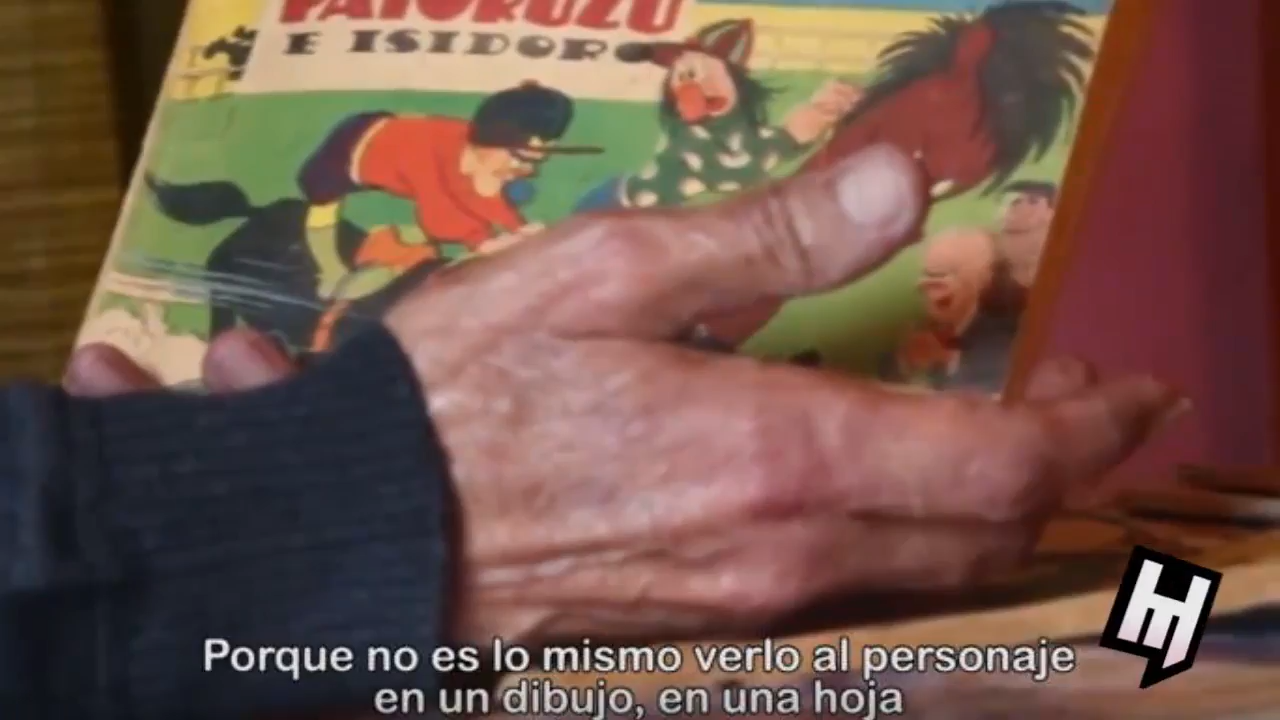 PATORUZU
E ISIDORO
Porque no es lo mismo verlo al personaje
en un dibujo, en una hoja